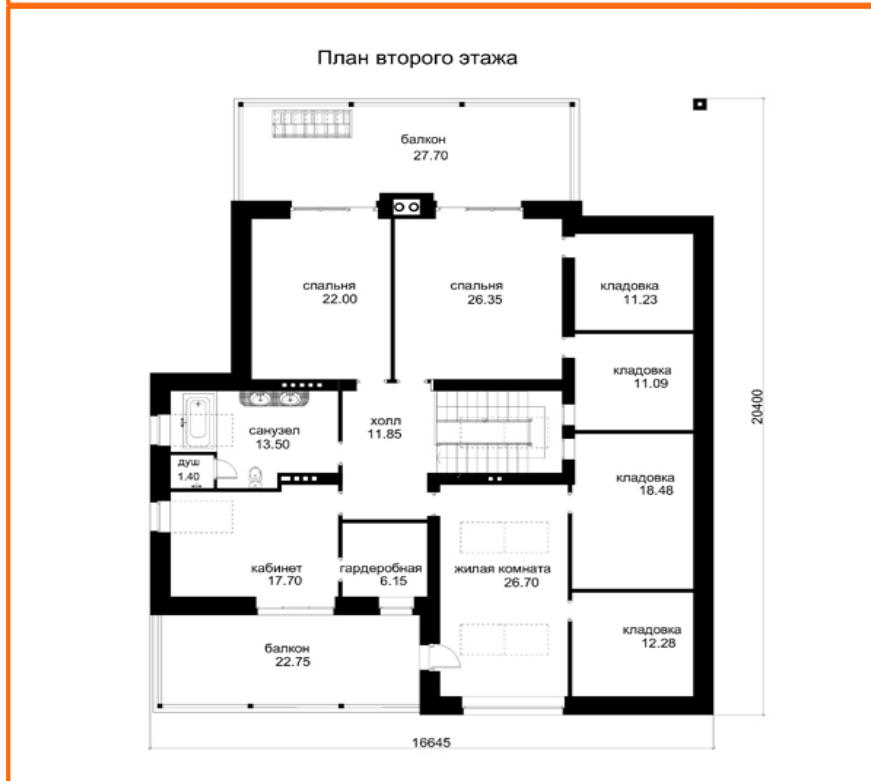 План второго этажа
балкон
27.70
спальня
22.00
спальня
26.35
кладовка
11.23
кладовка
11.09
20400
холл
11.85
санузел
13.50
душ
1.40
кладовка
18.48
кабинет
17.70
гардеробная
6.15
жилая комната
26.70
кладовка
12.28
балкон
22.75
16645